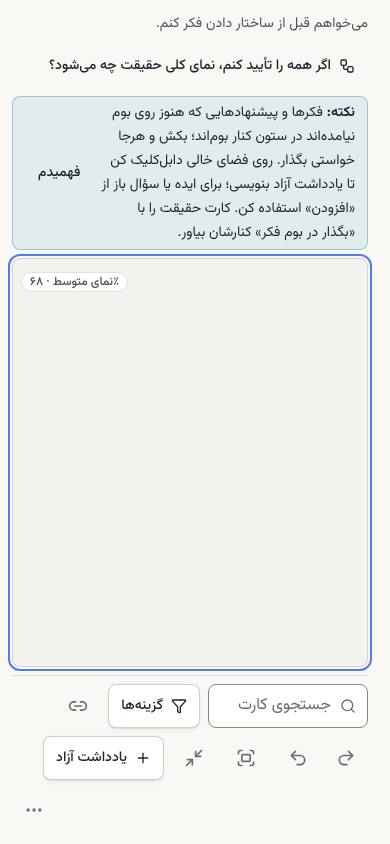 می‌خواهم قبل از ساختار دادن فکر کنم.
اگر همه را تأیید کنم، نمای کلی حقیقت چه می‌شود؟
نکته: فکرها و پیشنهادهایی که هنوز روی بوم
نیامده‌اند در ستون کنار بوم‌اند؛ بکش و هرجا
خواستی بگذار. روی فضای خالی دابل‌کلیک کن
تا یادداشت آزاد بنویسی؛ برای ایده یا سؤال باز از
«افزودن» استفاده کن. کارت حقیقت را با
«بگذار در بوم فکر» کنارشان بیاور.
فهمیدم
٪نمای متوسط · ۶۸
جستجوی کارت
گزینه‌ها
یادداشت آزاد